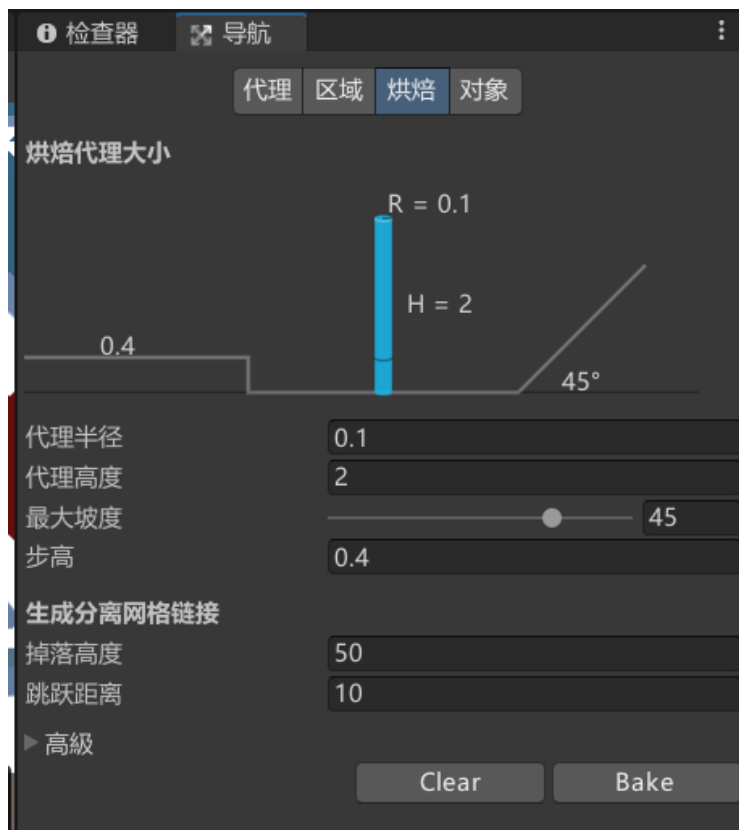 检查器 导航
代理 区域 烘焙 对象
烘焙代理大小
R = 0.1
H = 2
0.4
45°
代理半径 0.1
代理高度 2
最大坡度 45
步高 0.4
生成分离网格链接
掉落高度 50
跳跃距离 10
高級
Clear Bake